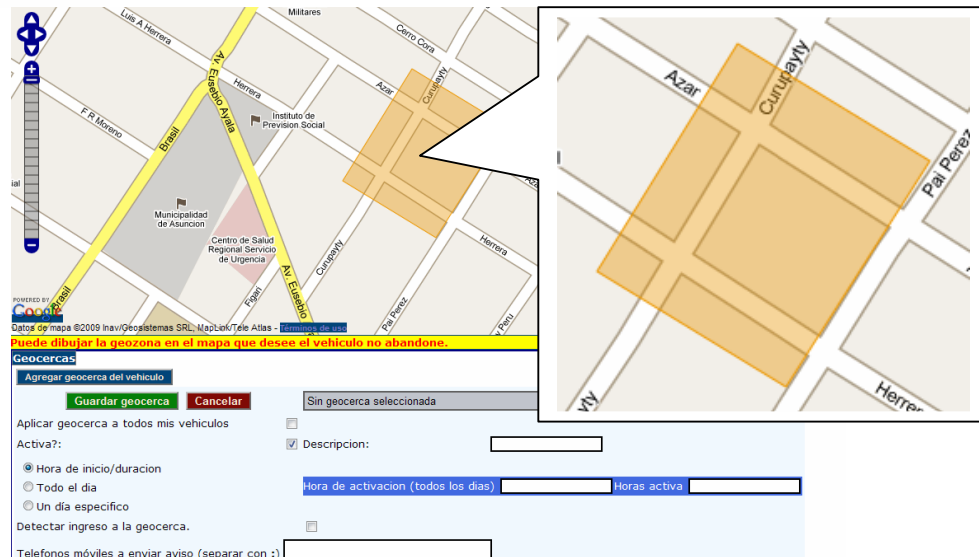 Militares
Luis A Herrera
Cerro Cora
Av. Eusebio Ayala
Herrera
Azar
Curupayty
Instituto de
Prevision Social
F R Moreno
Brasil
ial
Municipalidad
de Asuncion
Centro de Salud
Regional Servicio
de Urgencia
Curupayty
Herrera
Figari
Av. Eusebio
Pai Perez
Brasil
Peru
POWERED BY
Google
Datos de mapa ©2009 Inav/Geosistemas SRL, MapLink/Tele Atlas - Términos de uso
Azar
Curupayty
Pai Perez
Herrera
yty
Puede dibujar la geozona en el mapa que desee el vehiculo no abandone.
Geocercas
Agregar geocerca del vehiculo
Guardar geocerca Cancelar Sin geocerca seleccionada
Aplicar geocerca a todos mis vehiculos
Activa?: Descripcion:
Hora de inicio/duracion
Todo el dia Hora de activacion (todos los dias) Horas activa
Un día especifico
Detectar ingreso a la geocerca.
Telefonos móviles a enviar aviso (separar con :)